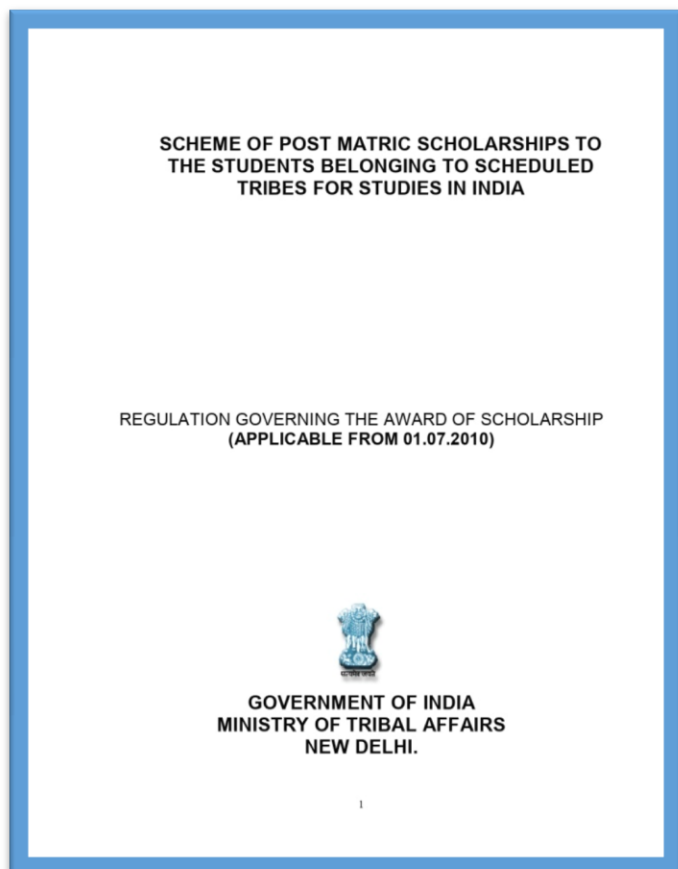 SCHEME OF POST MATRIC SCHOLARSHIPS TO
THE STUDENTS BELONGING TO SCHEDULED
TRIBES FOR STUDIES IN INDIA
REGULATION GOVERNING THE AWARD OF SCHOLARSHIP
(APPLICABLE FROM 01.07.2010)
GOVERNMENT OF INDIA
MINISTRY OF TRIBAL AFFAIRS
NEW DELHI.
1